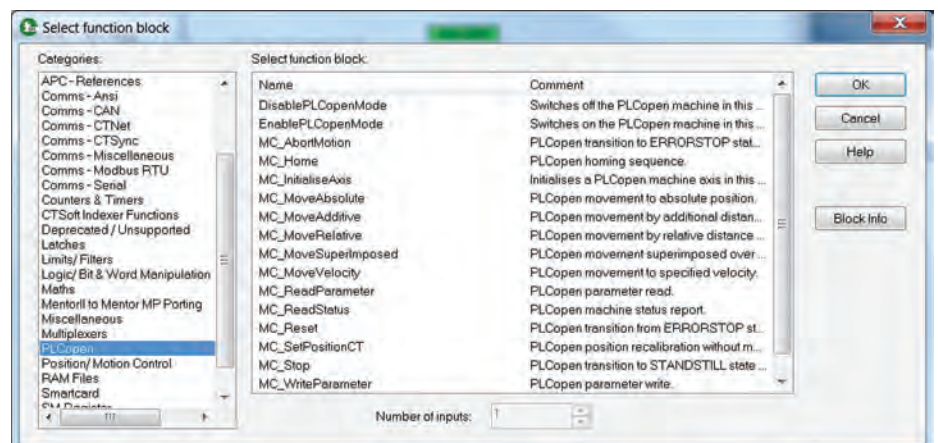 Select function block
Categories:
APC - References
Comms - Ansi
Comms - CAN
Comms - CTNet
Comms - CTSync
Comms - Miscellaneous
Comms - Modbus RTU
Comms - Serial
Counters & Timers
CTSoft Indexer Functions
Deprecated / Unsupported
Latches
Limits/ Filters
Logic/ Bit & Word Manipulation
Maths
MentorII to Mentor MP Porting
Miscellaneous
Multiplexers
PLCopen
Position/ Motion Control
RAM Files
Smartcard
Select function block:
Name Comment
DisablePLCopenMode Switches off the PLCopen machine in this ...
EnablePLCopenMode Switches on the PLCopen machine in this ...
MC_AbortMotion PLCopen transition to ERRORSTOP stat...
MC_Home PLCopen homing sequence.
MC_InitialiseAxis Initialises a PLCopen machine axis in this ...
MC_MoveAbsolute PLCopen movement to absolute position.
MC_MoveAdditive PLCopen movement by additional distan...
MC_MoveRelative PLCopen movement by relative distance ...
MC_MoveSuperImposed PLCopen movement superimposed over ...
MC_MoveVelocity PLCopen movement to specified velocity.
MC_ReadParameter PLCopen parameter read.
MC_ReadStatus PLCopen machine status report.
MC_Reset PLCopen transition from ERRORSTOP st...
MC_SetPositionCT PLCopen position recalibration without m...
MC_Stop PLCopen transition to STANDSTILL state ...
MC_WriteParameter PLCopen parameter write.
OK
Cancel
Help
Block Info
Number of inputs: 1